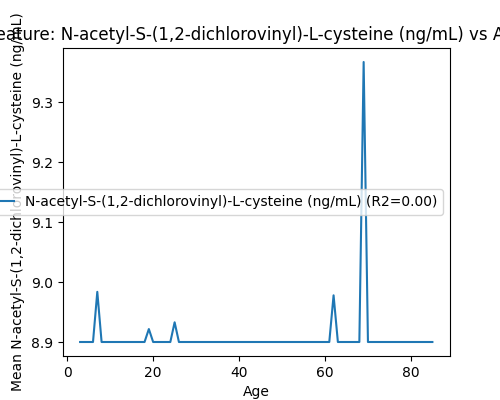 eature: N-acetyl-S-(1,2-dichlorovinyl)-L-cysteine (ng/mL) vs A
Mean N-acetyl-S-(1,2-dichlorovinyl)-L-cysteine (ng/mL)
9.3
9.2
9.1
9.0
8.9
N-acetyl-S-(1,2-dichlorovinyl)-L-cysteine (ng/mL) (R2=0.00)
0
20
40
60
80
Age